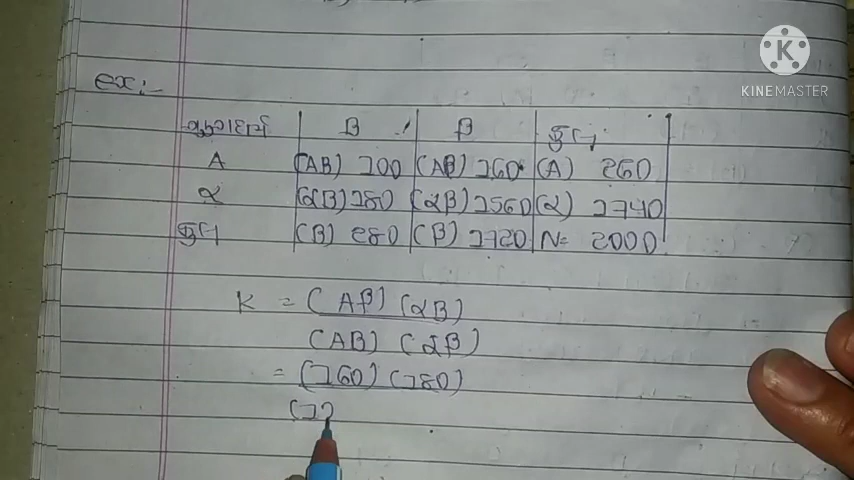 KINEMASTER
ex:-
B β कुल
A (AB) 100 (Aβ) 160 (A) 260
α (αB) 180 (αβ) 1560 (α) 1740
कुल (B) 280 (β) 1720 N= 2000
K = (Aβ) (αB)
(AB) (αβ)
= (160) (180)
(1